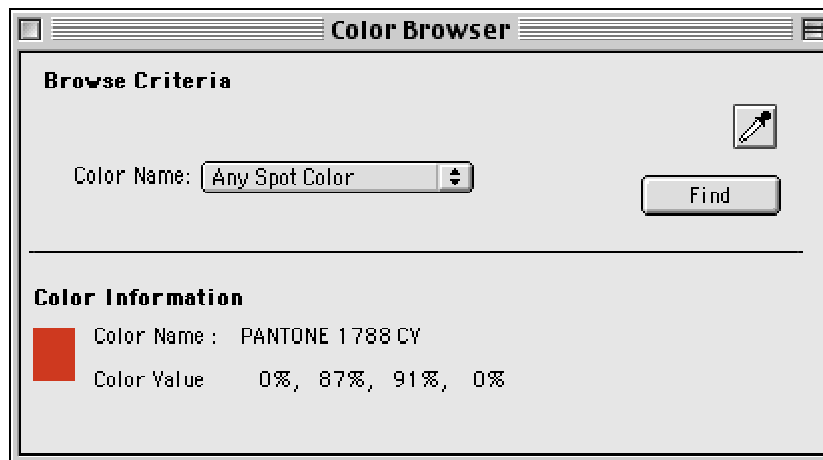 Color Browser
Browse Criteria
Color Name: Any Spot Color
Find
Color Information
Color Name : PANTONE 1788 CY
Color Value 0%, 87%, 91%, 0%